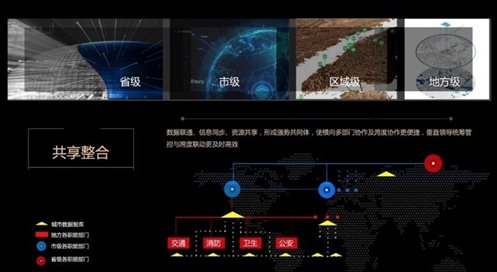 省级
市级
区域级
地方级
共享整合
数据联通、信息同步、资源共享，形成强势共同体，使横向多部门协作及跨度协作更便捷，垂直领导统筹管
控与跨度联动更及时高效
城市数据智库
地方各职能部门
市级各职能部门
省级各职能部门
交通
消防
卫生
公安